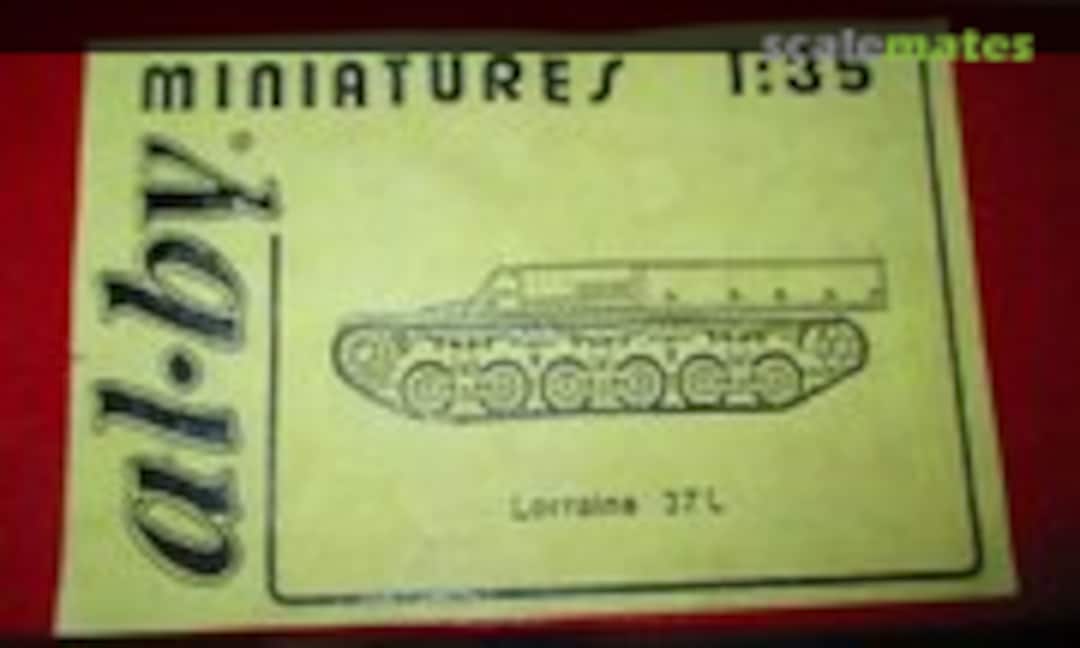 scalemates
MINIATURES 1:35
al·by
Lorraine 37L